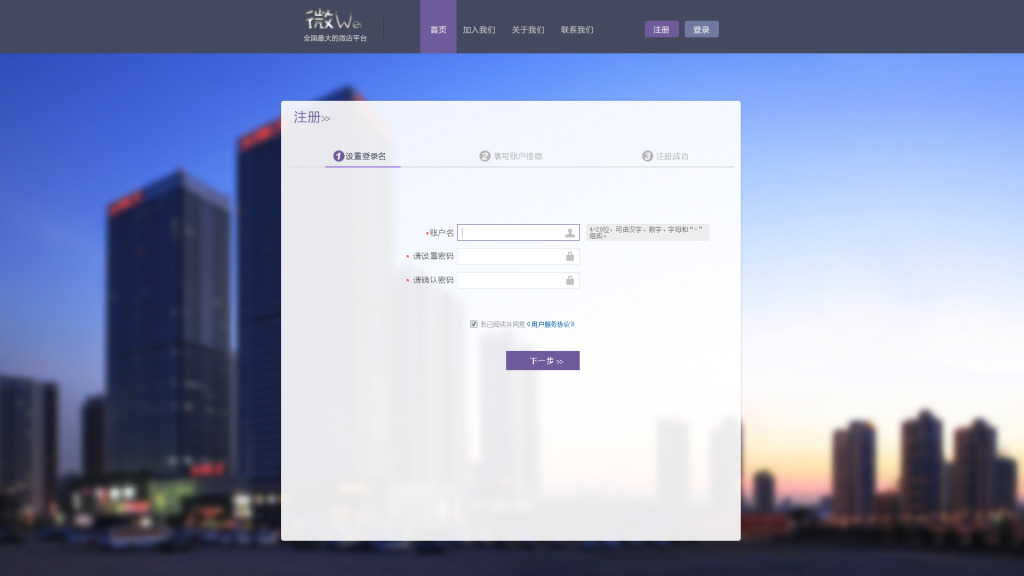 微Wei
全国最大的微店平台
首页
加入我们
关于我们
联系我们
注册
登录
注册>>
1 设置登录名
2 填写账户信息
3 注册成功
*账户名
4-20位，可由汉字、数字、字母和“-”
组成。
* 请设置密码
* 请确认密码
我已阅读并同意《用户服务协议》
下一步 >>